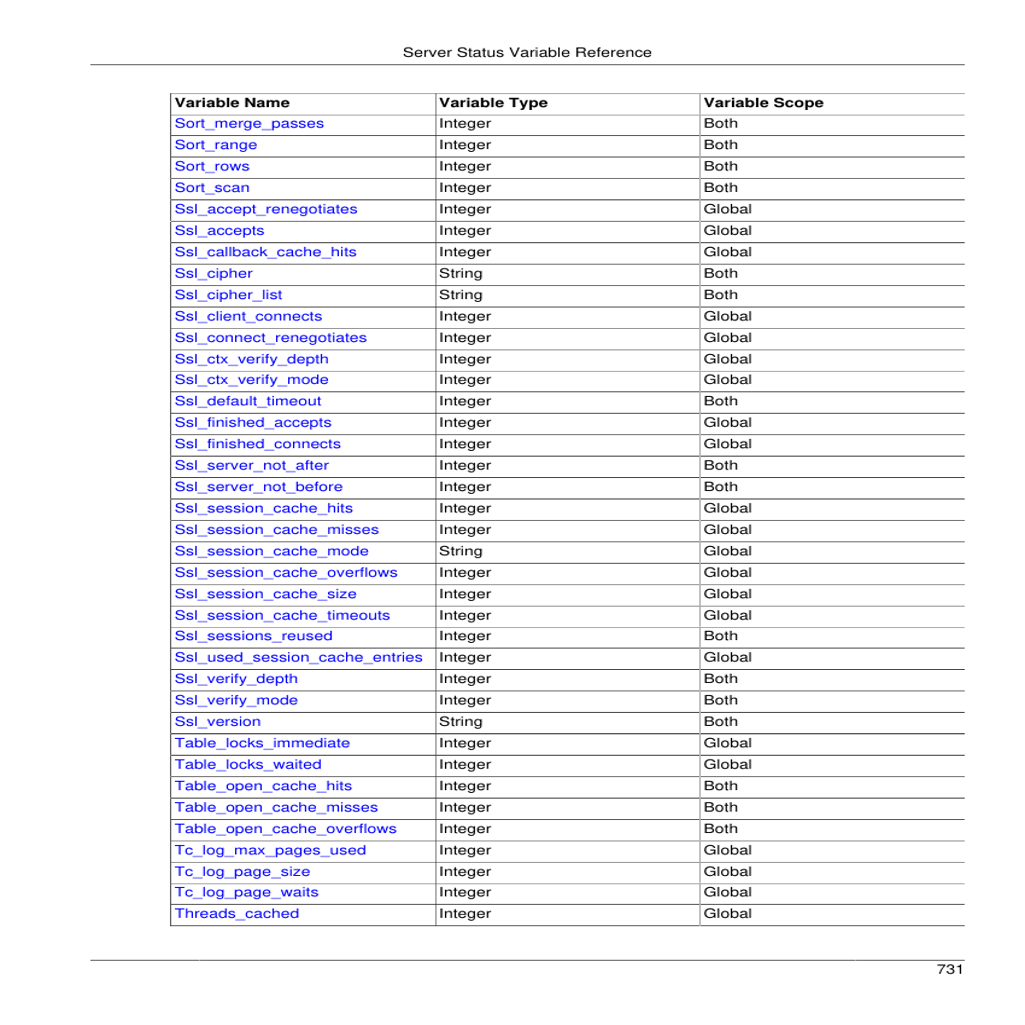 Server Status Variable Reference
Variable Name Variable Type Variable Scope
Sort_merge_passes Integer Both
Sort_range Integer Both
Sort_rows Integer Both
Sort_scan Integer Both
Ssl_accept_renegotiates Integer Global
Ssl_accepts Integer Global
Ssl_callback_cache_hits Integer Global
Ssl_cipher String Both
Ssl_cipher_list String Both
Ssl_client_connects Integer Global
Ssl_connect_renegotiates Integer Global
Ssl_ctx_verify_depth Integer Global
Ssl_ctx_verify_mode Integer Global
Ssl_default_timeout Integer Both
Ssl_finished_accepts Integer Global
Ssl_finished_connects Integer Global
Ssl_server_not_after Integer Both
Ssl_server_not_before Integer Both
Ssl_session_cache_hits Integer Global
Ssl_session_cache_misses Integer Global
Ssl_session_cache_mode String Global
Ssl_session_cache_overflows Integer Global
Ssl_session_cache_size Integer Global
Ssl_session_cache_timeouts Integer Global
Ssl_sessions_reused Integer Both
Ssl_used_session_cache_entries Integer Global
Ssl_verify_depth Integer Both
Ssl_verify_mode Integer Both
Ssl_version String Both
Table_locks_immediate Integer Global
Table_locks_waited Integer Global
Table_open_cache_hits Integer Both
Table_open_cache_misses Integer Both
Table_open_cache_overflows Integer Both
Tc_log_max_pages_used Integer Global
Tc_log_page_size Integer Global
Tc_log_page_waits Integer Global
Threads_cached Integer Global
731